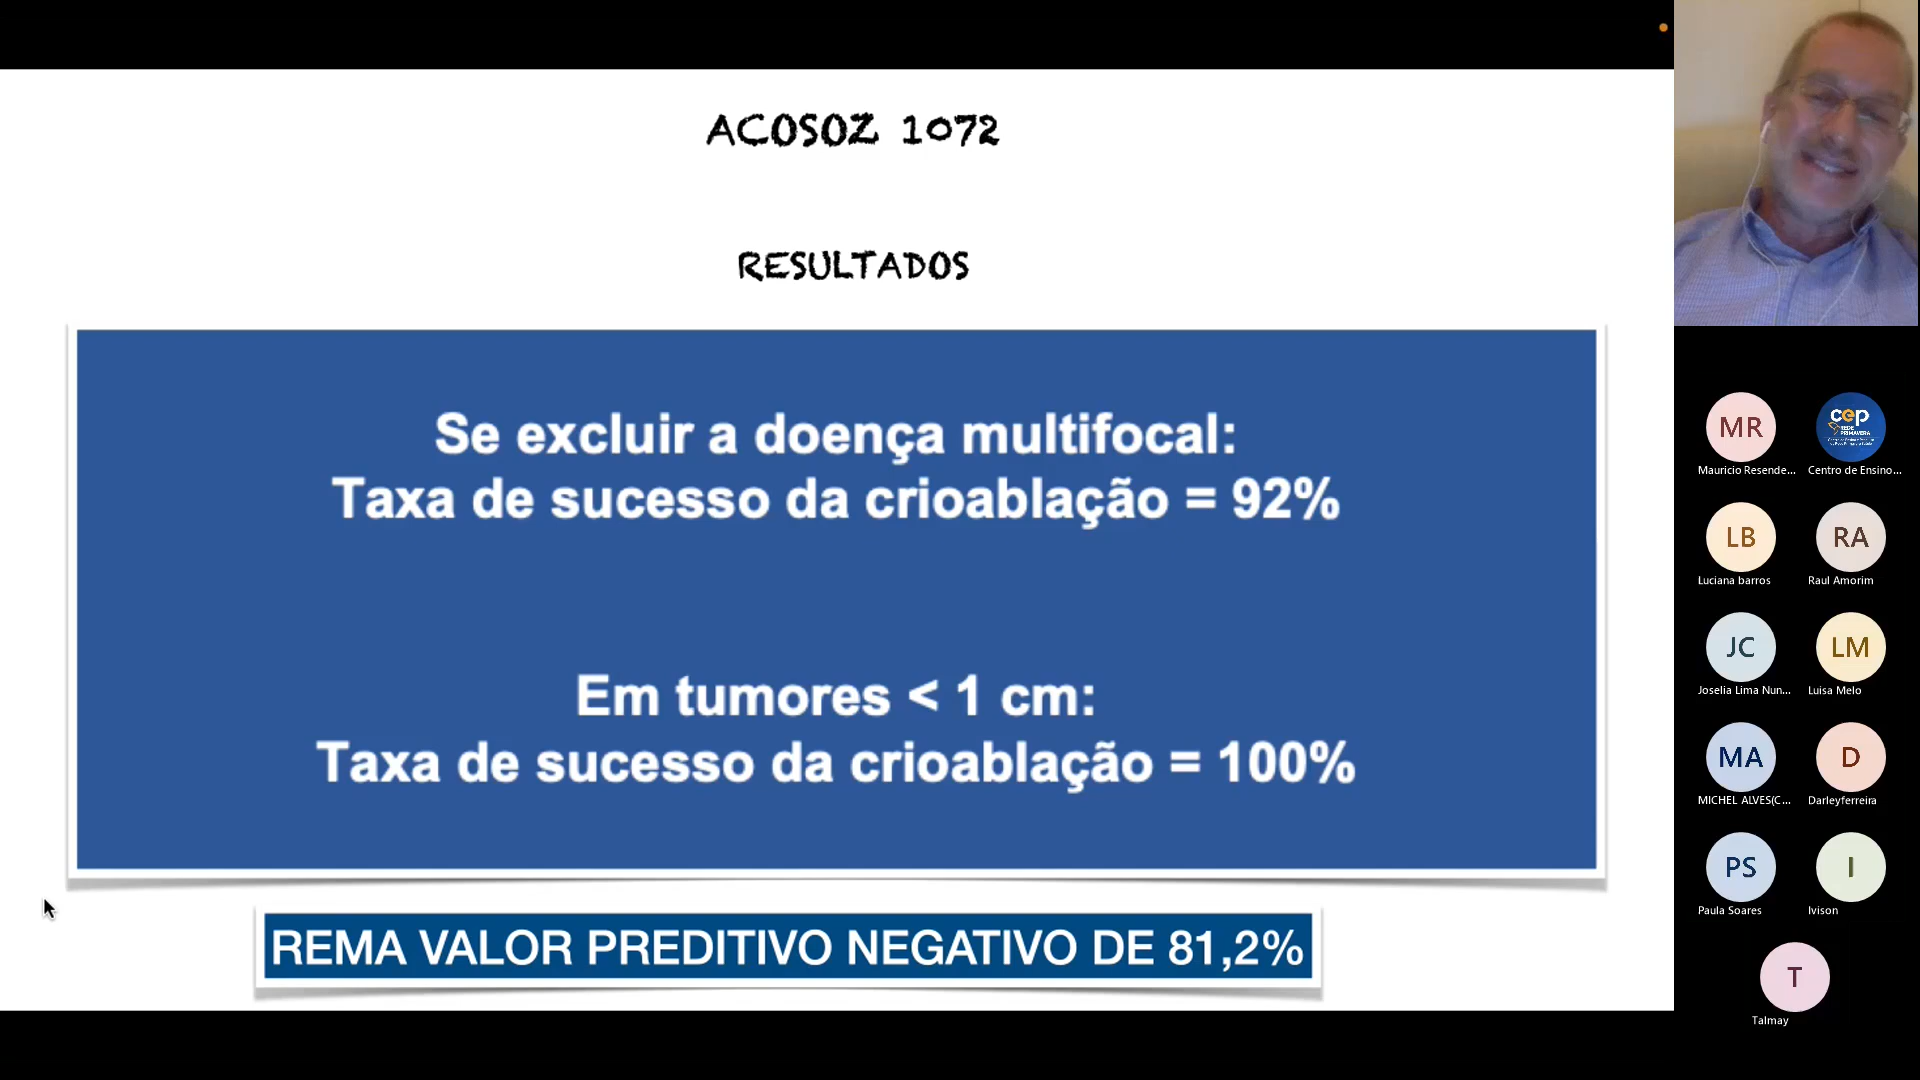 ACOSOZ 1072
RESULTADOS
Se excluir a doença multifocal:
Taxa de sucesso da crioablação = 92%
Em tumores < 1 cm:
Taxa de sucesso da crioablação = 100%
REMA VALOR PREDITIVO NEGATIVO DE 81,2%
MR
Mauricio Resende...
cep
REDE
PRIMAVERA
Centro de Ensino...
LB
Luciana barros
RA
Raul Amorim
JC
Joselia Lima Nun...
LM
Luisa Melo
MA
MICHEL ALVES(C...
D
Darleyferreira
PS
Paula Soares
I
Ivison
T
Talmay